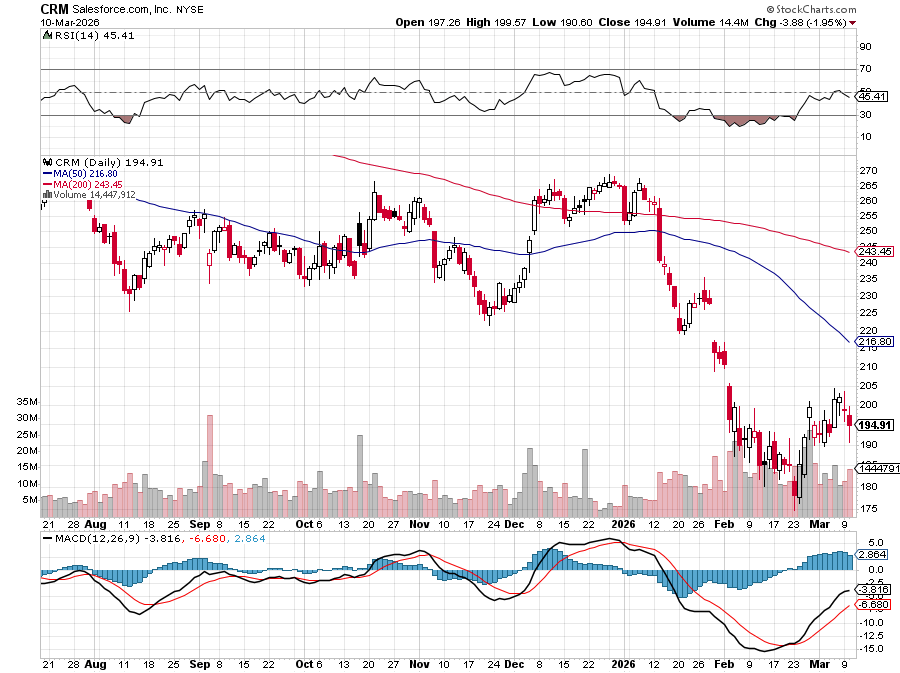 CRM Salesforce.com, Inc. NYSE
© StockCharts.com
10-Mar-2026
Open 197.26 High 199.57 Low 190.60 Close 194.91 Volume 14.4M Chg -3.88 (-1.95%)
RSI(14) 45.41
90
70
50
45.41
30
10
CRM (Daily) 194.91
MA(50) 216.80
MA(200) 243.45
Volume 14,447,912
270
265
260
255
250
245
243.45
240
235
230
225
220
216.80
215
210
205
200
194.91
190
185
180
175
35M
30M
25M
20M
15M
10M
5M
1444791
21 28 Aug 11 18 25 Sep 8 15 22 Oct 6 13 20 27 Nov 10 17 24 Dec 8 15 22 2026 12 20 26 Feb 9 17 23 Mar 9
MACD(12,26,9) -3.816, -6.680, 2.864
5.0
2.864
0.0
-2.5
-3.816
-5.0
-6.680
-10.0
-12.5
-15.0
21 28 Aug 11 18 25 Sep 8 15 22 Oct 6 13 20 27 Nov 10 17 24 Dec 8 15 22 2026 12 20 26 Feb 9 17 23 Mar 9